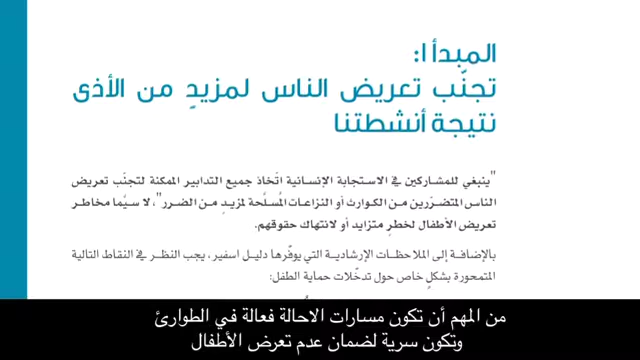 المبدأ ١:
تجنّب تعريض الناس لمزيدٍ من الأذى
نتيجة أنشطتنا
"ينبغي للمشاركين في الاستجابة الإنسانية اتّخاذ جميع التدابير الممكنة لتجنّب تعريض
الناس المتضرّرين من الكوارث أو النزاعات المُسلّحة لمزيدٍ من الضرر"، لا سيّما مخاطر
تعريض الأطفال لخطرٍ متزايد أو لانتهاك حقوقهم.
بالإضافة إلى الملاحظات الإرشادية التي يوفّرها دليل اسفير، يجب النظر في النقاط التالية
المتمحورة بشكلٍ خاص حول تدخّلات حماية الطفل:
من المهم أن تكون مسارات الاحالة فعالة في الطوارئ
وتكون سرية لضمان عدم تعرض الأطفال